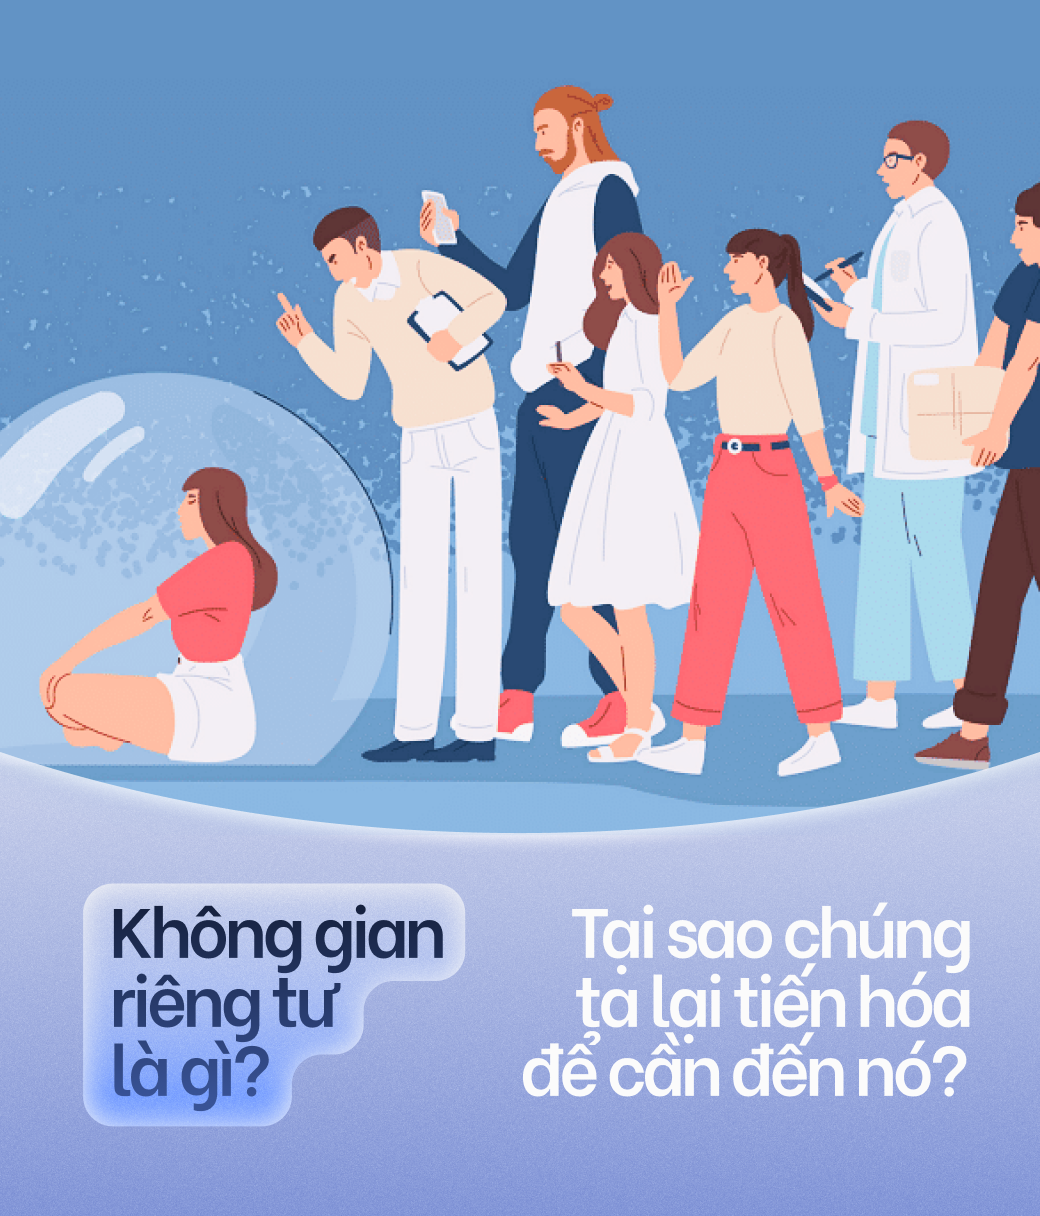 Không gian
riêng tư
là gì?
Tại sao chúng
ta lại tiến hóa
để cần đến nó?